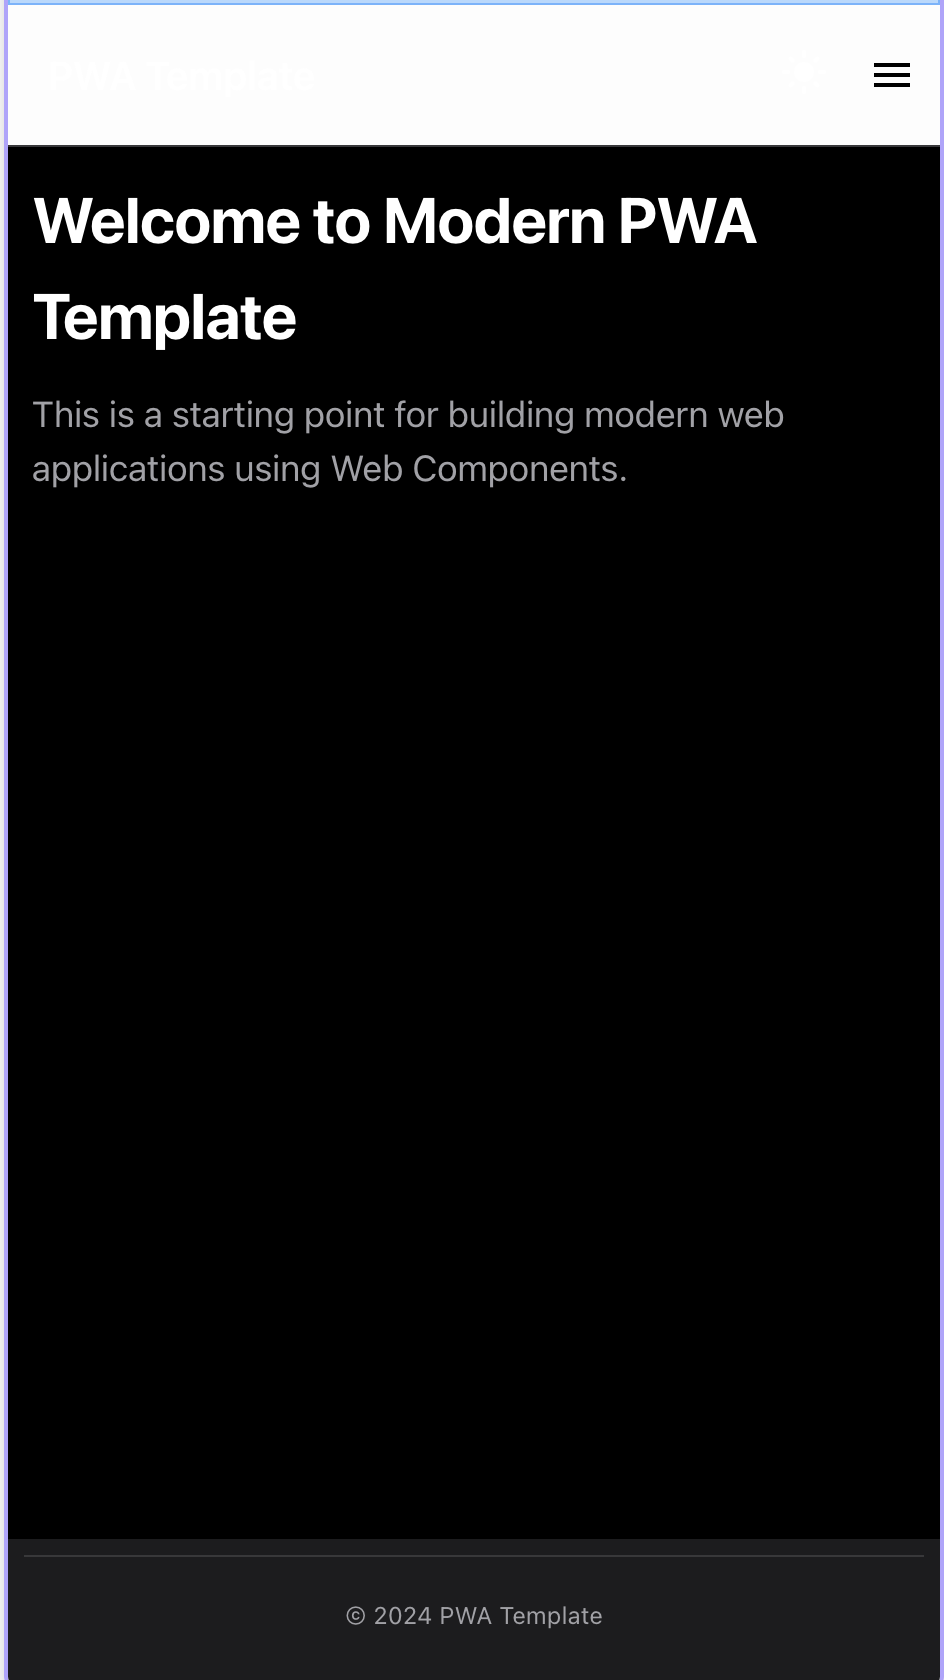 PWA Template
Welcome to Modern PWA
Template
This is a starting point for building modern web
applications using Web Components.
© 2024 PWA Template